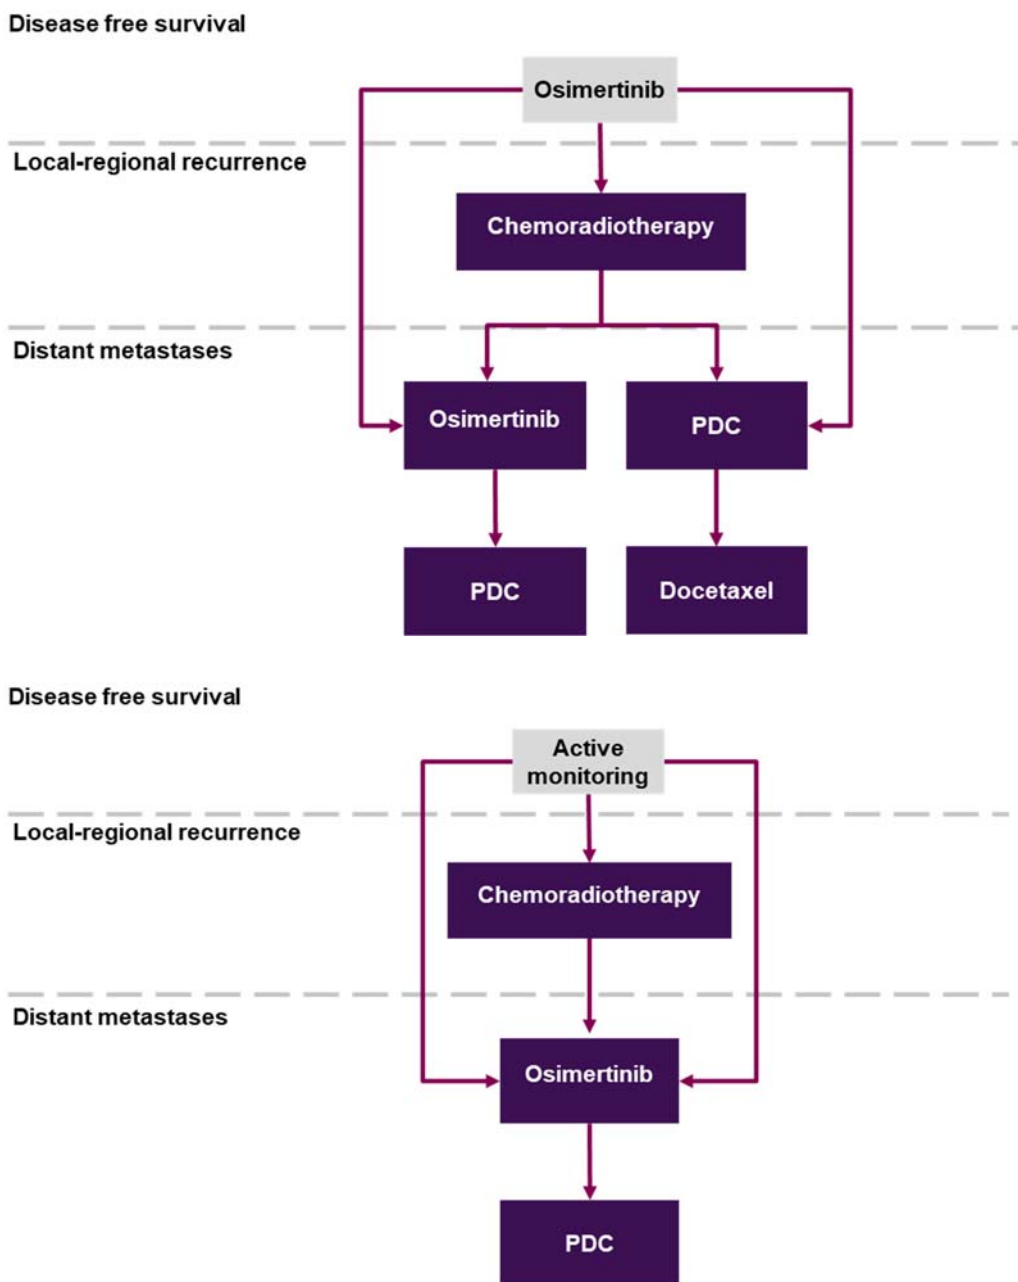 Disease free survival
Osimertinib
Local-regional recurrence
Chemoradiotherapy
Distant metastases
Osimertinib
PDC
PDC
Docetaxel
Disease free survival
Active
monitoring
Local-regional recurrence
Chemoradiotherapy
Distant metastases
Osimertinib
PDC